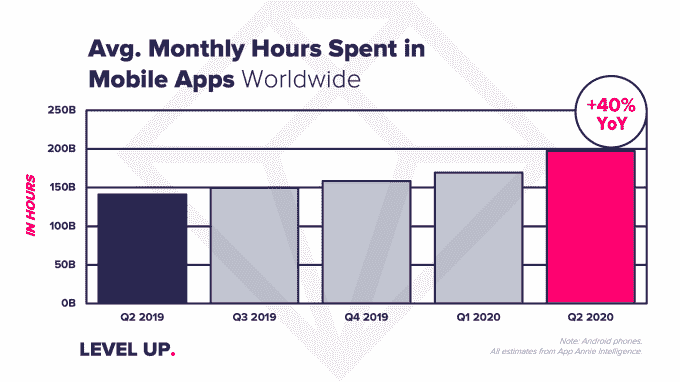 Avg. Monthly Hours Spent in
Mobile Apps Worldwide
+40%
YoY
250B
200B
150B
100B
50B
0B
IN HOURS
Q2 2019
Q3 2019
Q4 2019
Q1 2020
Q2 2020
LEVEL UP.
Note: Android phones.
All estimates from App Annie Intelligence